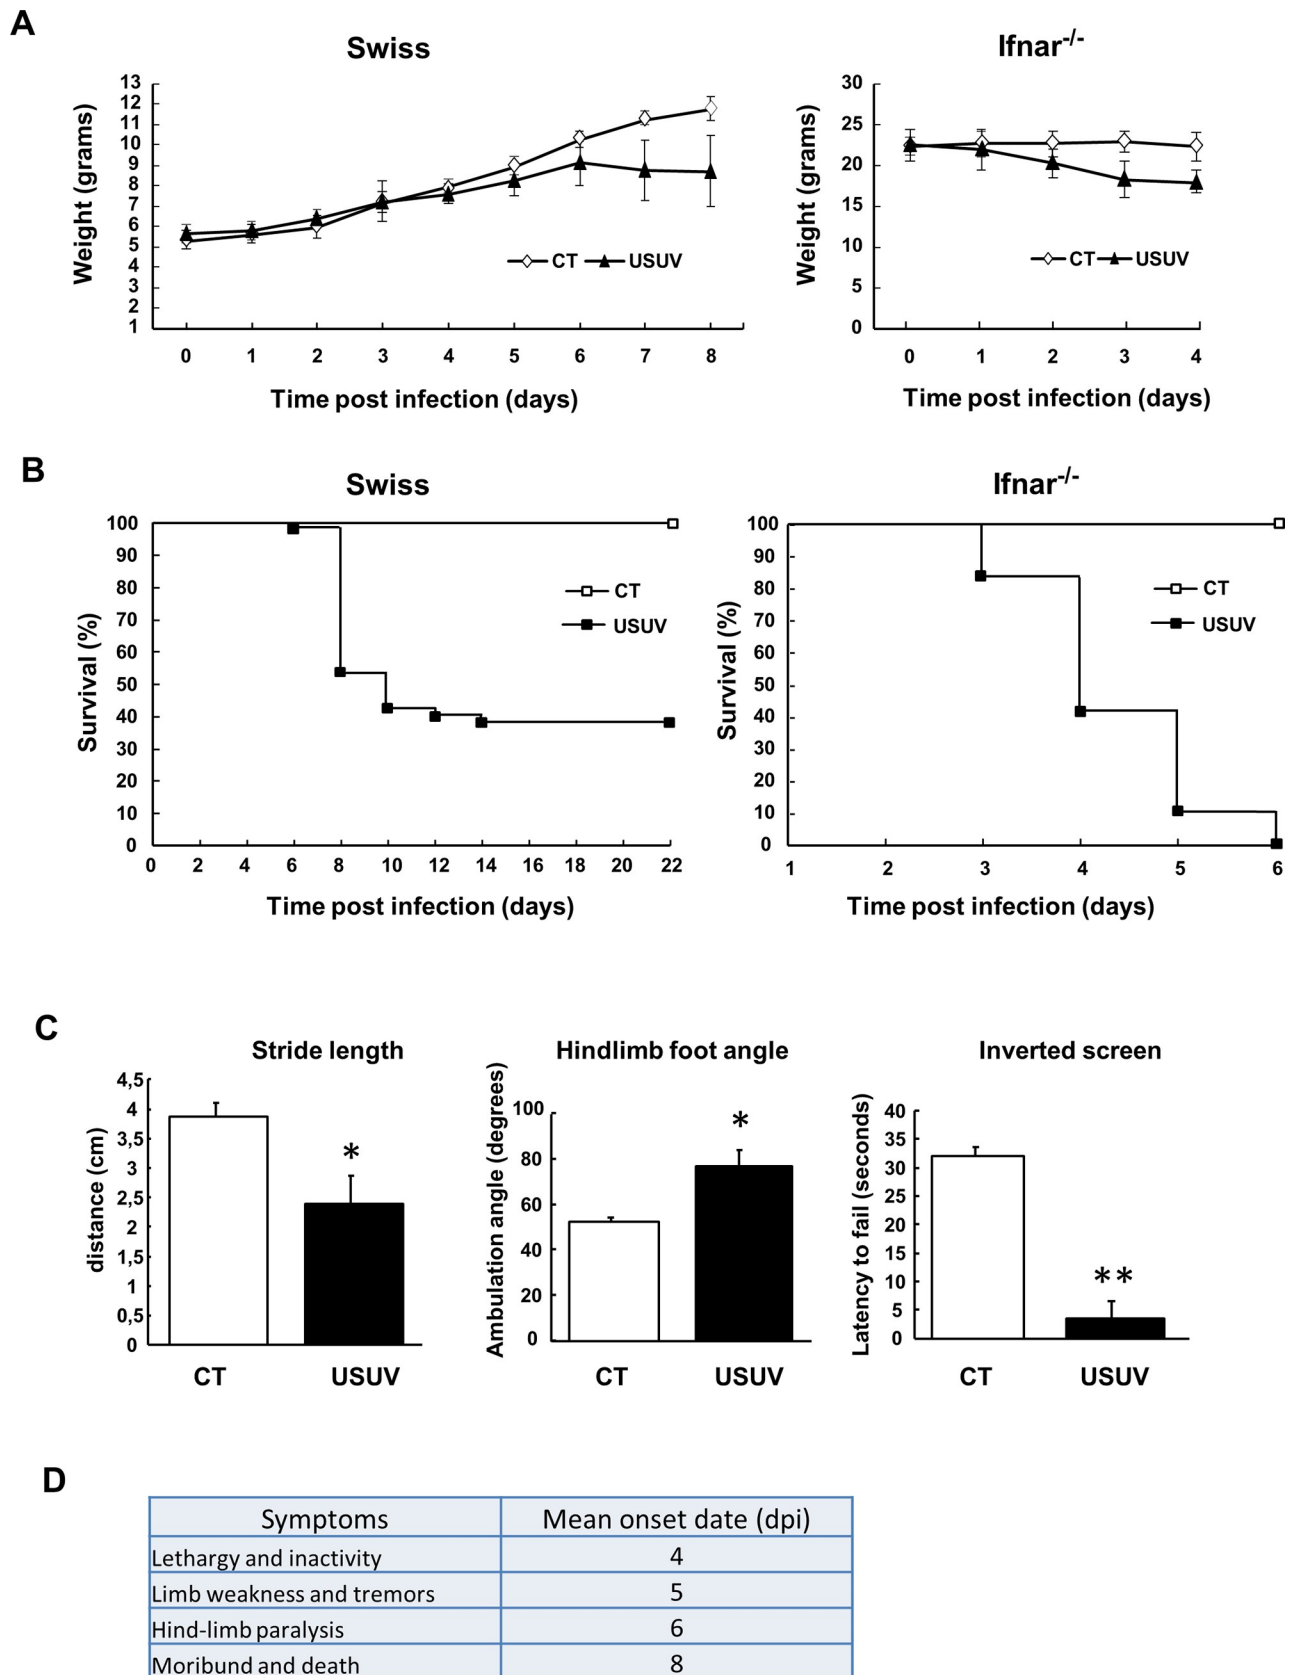 A
Swiss
Ifnar-/-
13
12
11
10
9
8
7
6
5
4
3
2
1
Weight (grams)
CT USUV
0 1 2 3 4 5 6 7 8
Time post infection (days)
30
25
20
15
10
5
0
Weight (grams)
CT USUV
0 1 2 3 4
Time post infection (days)
B
Swiss
Ifnar-/-
100
90
80
70
60
50
40
30
20
10
0
Survival (%)
CT
USUV
0 2 4 6 8 10 12 14 16 18 20 22
Time post infection (days)
100
90
80
70
60
50
40
30
20
10
0
Survival (%)
CT
USUV
1 2 3 4 5 6
Time post infection (days)
C
Stride length
4,5
4
3,5
3
2,5
2
1,5
1
0,5
0
distance (cm)
*
CT USUV
Hindlimb foot angle
100
80
60
40
20
0
Ambulation angle (degrees)
*
CT USUV
Inverted screen
40
35
30
25
20
15
10
5
0
Latency to fail (seconds)
**
CT USUV
D
Symptoms Mean onset date (dpi)
Lethargy and inactivity 4
Limb weakness and tremors 5
Hind-limb paralysis 6
Moribund and death 8